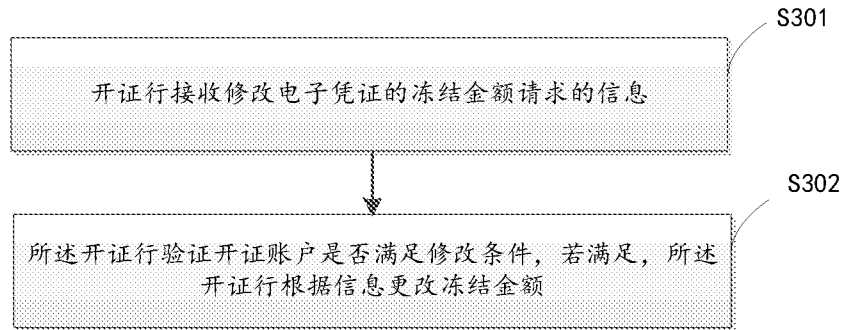 S301
开证行接收修改电子凭证的冻结金额请求的信息
S302
所述开证行验证开证账户是否满足修改条件，若满足，所述
开证行根据信息更改冻结金额